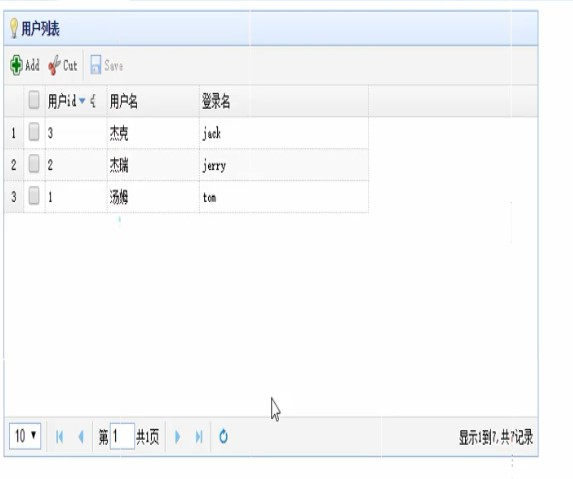 用户列表
Add Cut Save
用户id 用户名 登录名
1 3 杰克 jack
2 2 杰瑞 jerry
3 1 汤姆 tom
10 第 1 共1页 显示1到7,共7记录